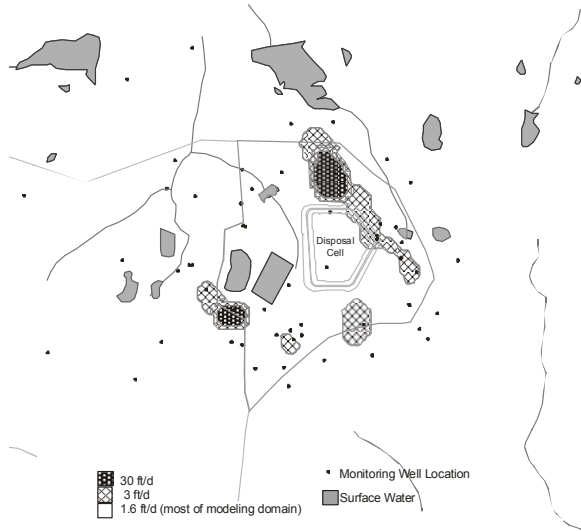 Disposal
Cell
30 ft/d
3 ft/d
1.6 ft/d (most of modeling domain)
Monitoring Well Location
Surface Water